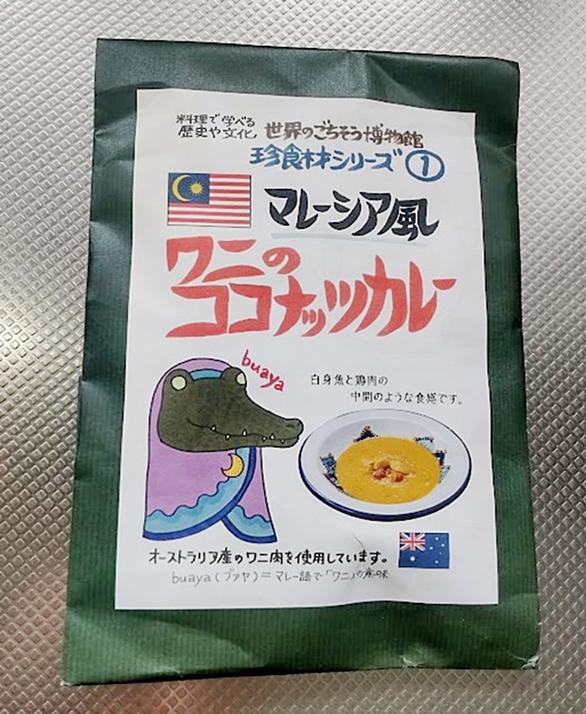 料理で学べる
歴史や文化
世界のごちそう博物館
珍食材シリーズ①
マレーシア風
ワニの
ココナッツカレー
buaya
白身魚と鶏肉の
中間のような食感です。
オーストラリア産のワニ肉を使用しています。
buaya(ブァヤ)=マレー語で「ワニ」の意味